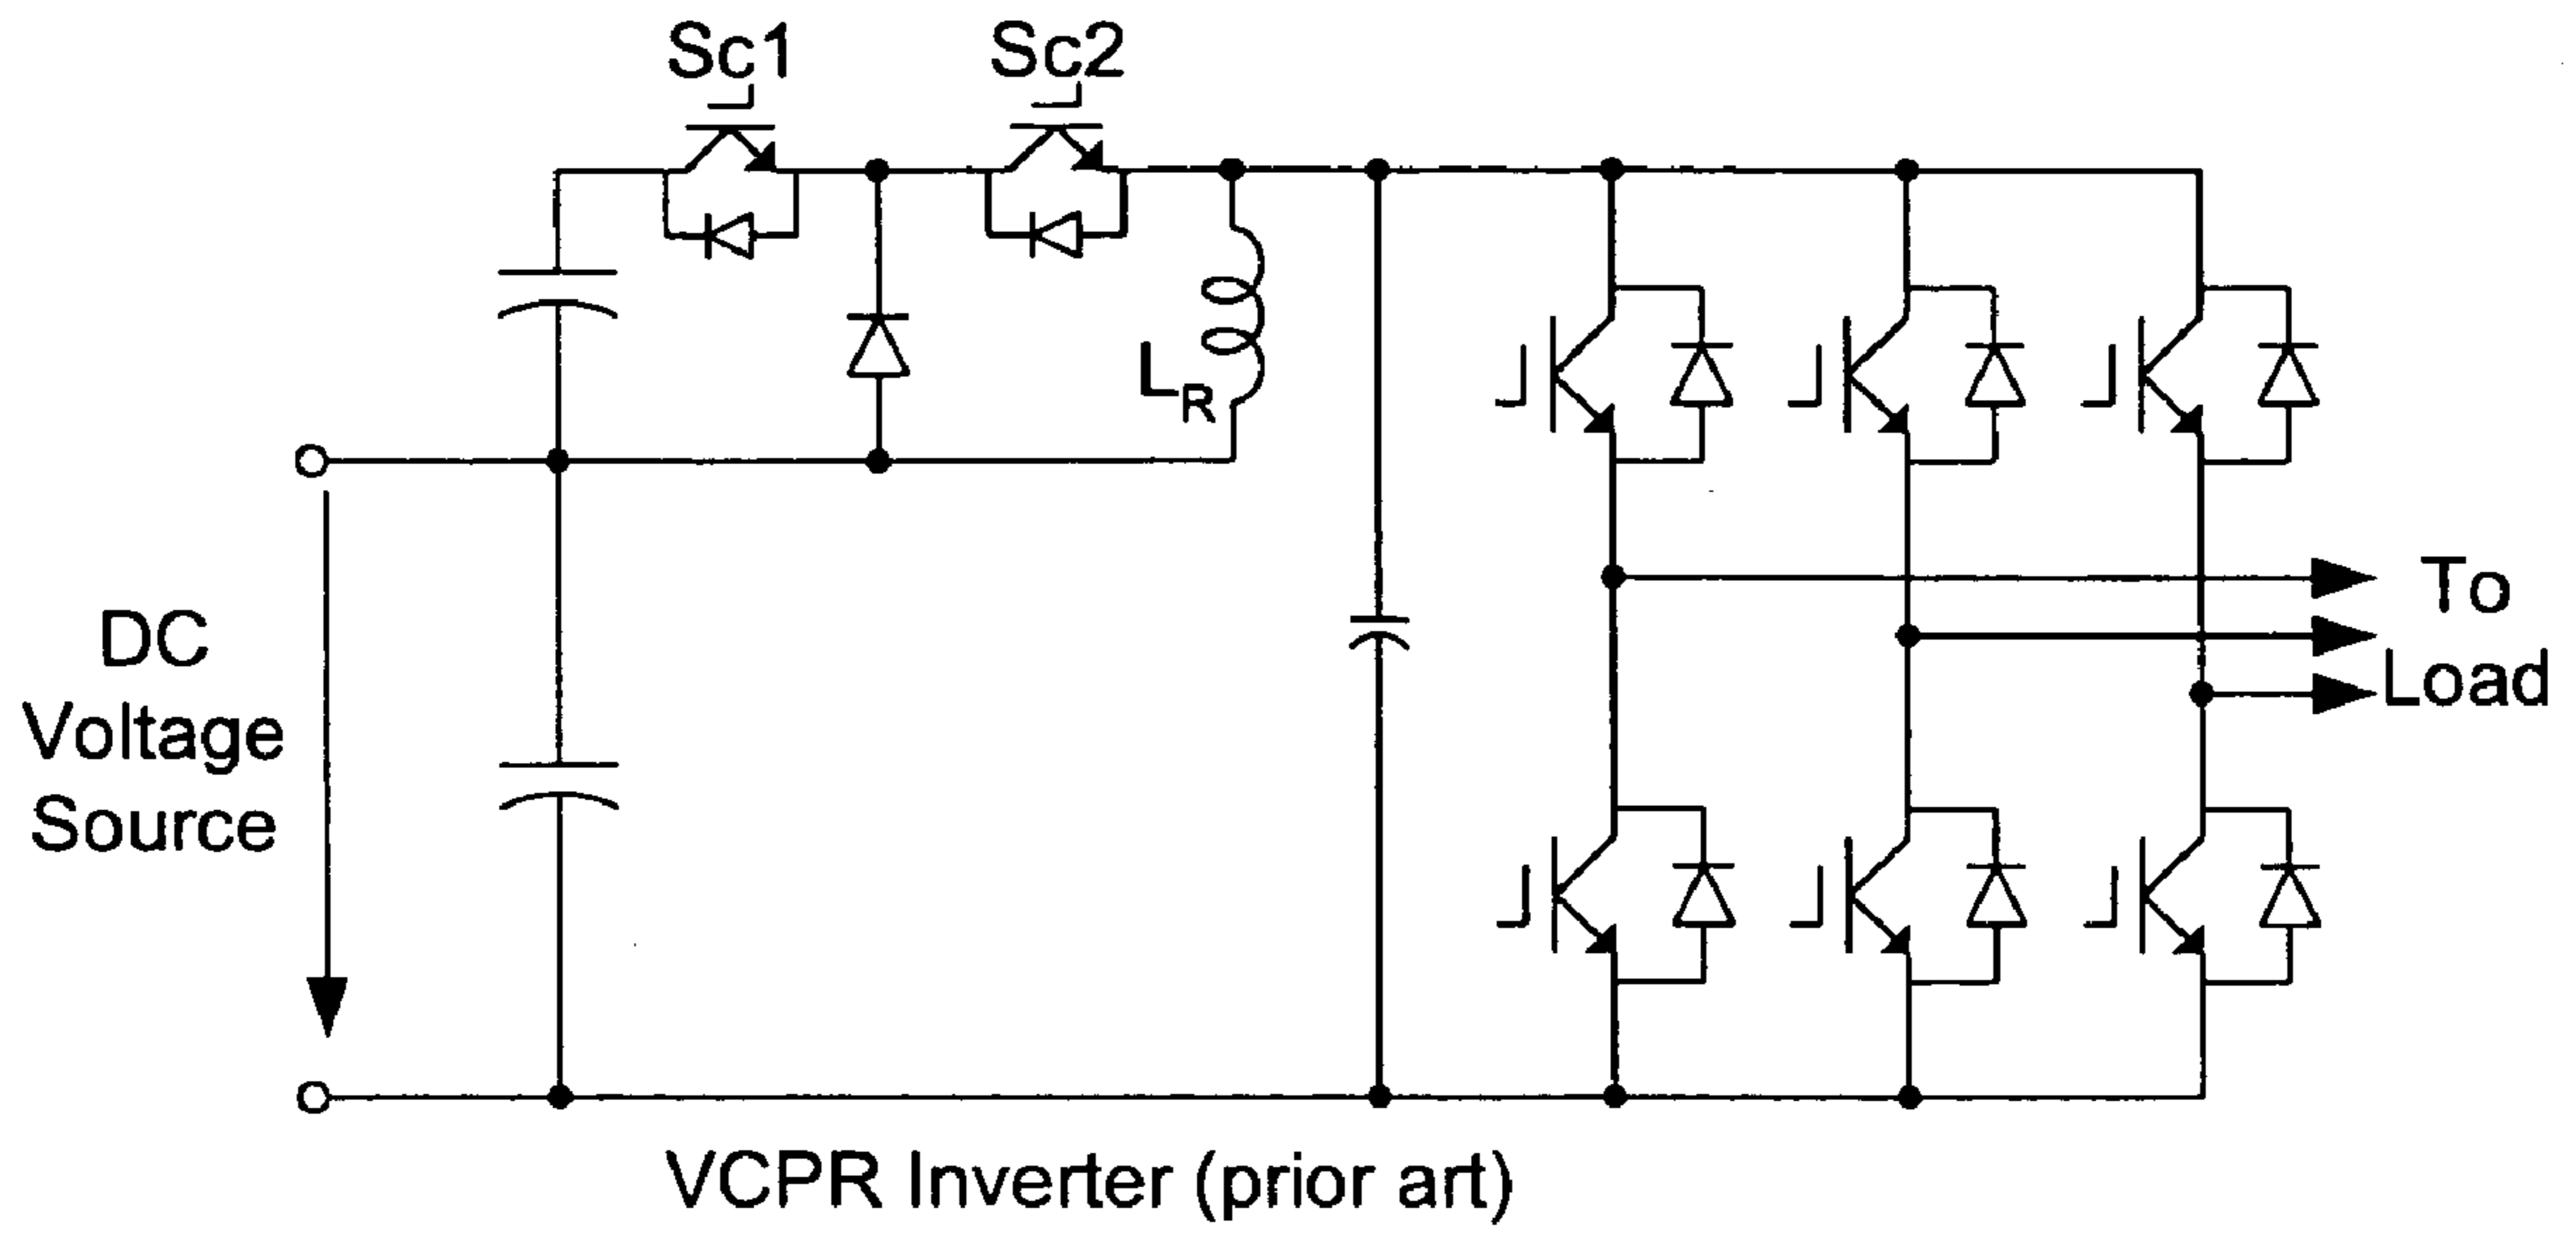 Sc1 Sc2
LR
DC
Voltage
Source
To
Load
VCPR Inverter (prior art)